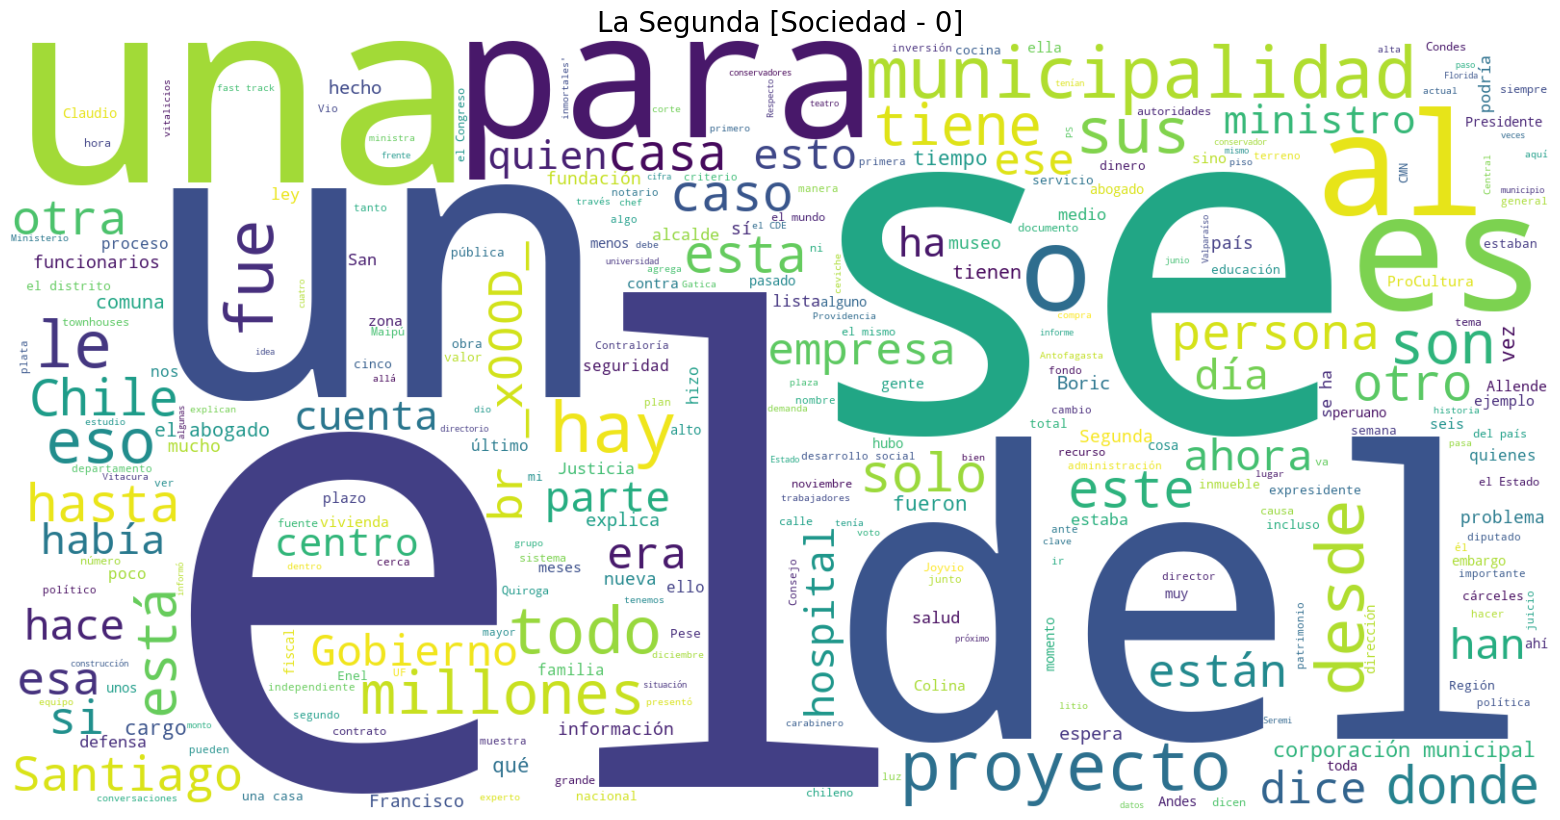 La Segunda [Sociedad - 0]
una
para
municipalidad
inversión
cocina
ella
alta
Condes
paso
Florida
tenían
conservadores
vitalicios
fast track
hecho
Claudio
Vio
hora
inmortales'
corte
Respecto
teatro
tiene
autoridades
actual
siempre
podría
ministra
el Congreso
primero
sus
PS
ministro
Presidente
veces
frente
quien
casa
esto
primera
tiempo
ese
dinero
conservador
mismo
sino
piso
terreno
aquí
al
CMN
Central
municipio
general
fundación
cifra
criterio
manera
servicio
abogado
ley
un
se
otra
tanto
través
chef
notario
caso
medio
documento
Ministerio
proceso
fue
San
pública
algo
alcalde
sí
el mundo
el CDE
ha
museo
o
país
Valparaíso
es
estaban
funcionarios
menos
debe
universidad
esta
ni
tienen
junio
educación
el distrito
cuatro
agrega
Gatica
contra
pasado
ceviche
ProCultura
comuna
_x000D_
lista
alguno
compra
townhouses
zona
Maipú
Contraloría
Providencia
persona
tema
le
idea
obra
valor
seguridad
empresa
el mismo
informe
son
vez
plata
cinco
allá
Antofagasta
fondo
día
nos
hizo
plaza
gente
Boric
otro
Allende
Chile
explican
algunas
dio
plan
nombre
demanda
se ha
peruano
ejemplo
estudio
cuenta
directorio
hay
alto
cambio
historia
eso
el abogado
mucho
último
hubo
total
Segunda
cosa
semana
seis
pasa
del país
departamento
Vitacura
ver
mi
Justicia
Estado
desarrollo social
bien
recurso
administración
ahora
va
lugar
quienes
br
el
del
solo
este
inmueble
el Estado
hasta
plazo
parte
noviembre
trabajadores
fueron
expresidente
fuente
vivienda
explica
calle
tenía
voto
estaba
causa
incluso
desde
problema
diputado
había
centro
grupo
era
hospital
ante
clave
él
embargo
número
dentro
cerca
sistema
meses
nueva
ello
Consejo
Joyvio
junto
ir
director
muy
importante
poco
político
informó
Quiroga
tenemos
cárceles
hacer
juicio
hace
está
todo
Pese
salud
próximo
momento
patrimonio
dirección
han
ahí
construcción
fiscal
Gobierno
mayor
diciembre
esa
unos
UF
Enel
familia
independiente
situación
Colina
están
Región
equipo
millones
presentó
litio
política
si
cargo
monto
segundo
contrato
información
carabinero
Seremi
defensa
pueden
muestra
espera
corporación municipal
Santiago
qué
grande
luz
proyecto
toda
conversaciones
una casa
Francisco
experto
nacional
chileno
datos
Andes
dicen
dice
donde